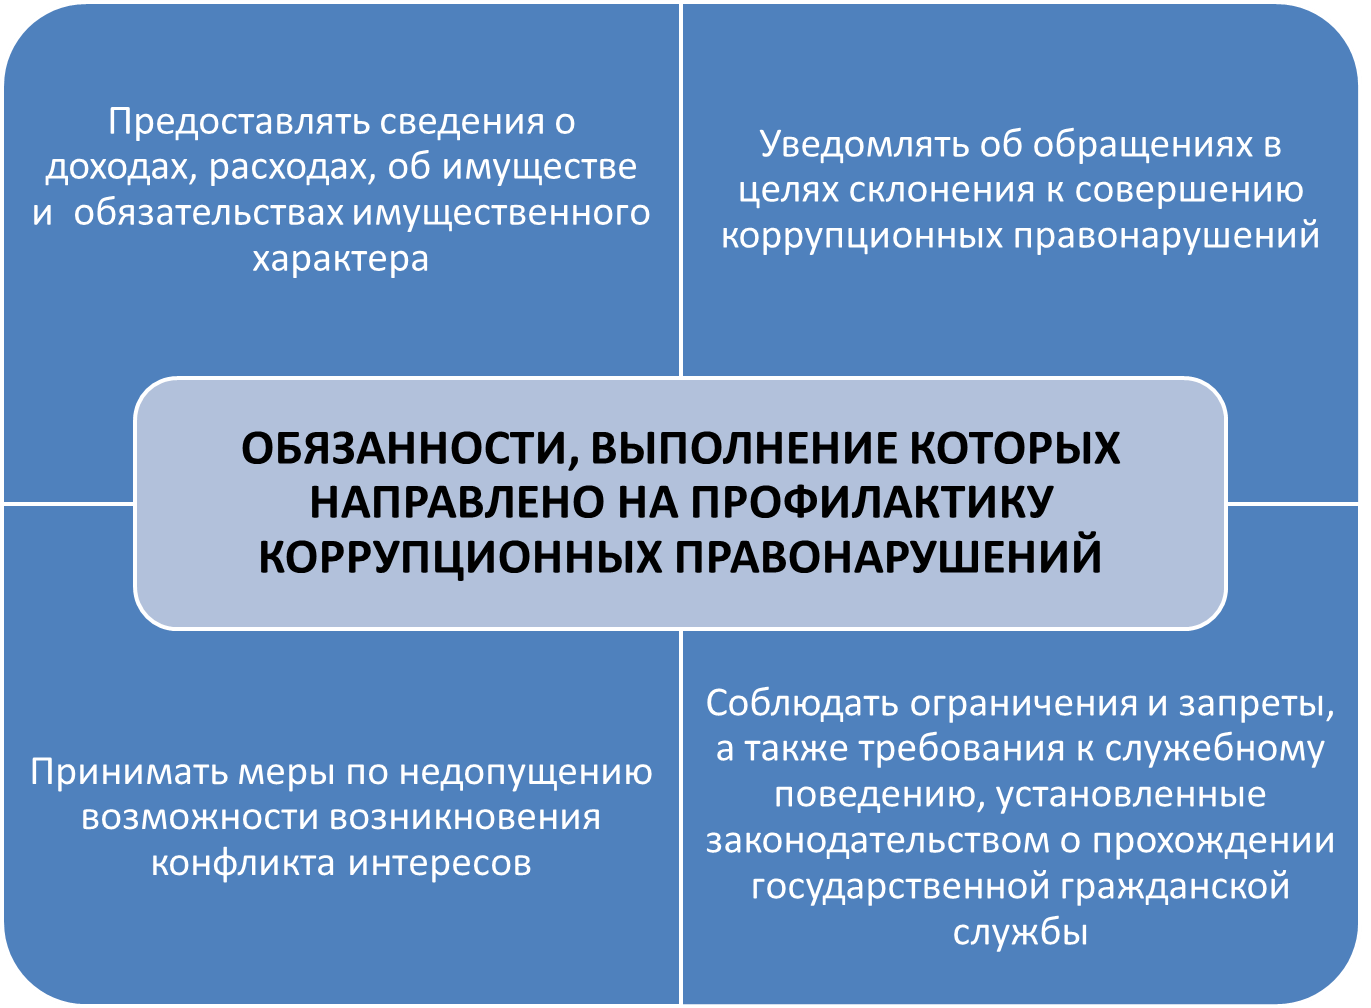 Предоставлять сведения о
доходах, расходах, об имуществе
и обязательствах имущественного
характера
Уведомлять об обращениях в
целях склонения к совершению
коррупционных правонарушений
ОБЯЗАННОСТИ, ВЫПОЛНЕНИЕ КОТОРЫХ
НАПРАВЛЕНО НА ПРОФИЛАКТИКУ
КОРРУПЦИОННЫХ ПРАВОНАРУШЕНИЙ
Принимать меры по недопущению
возможности возникновения
конфликта интересов
Соблюдать ограничения и запреты,
а также требования к служебному
поведению, установленные
законодательством о прохождении
государственной гражданской
службы